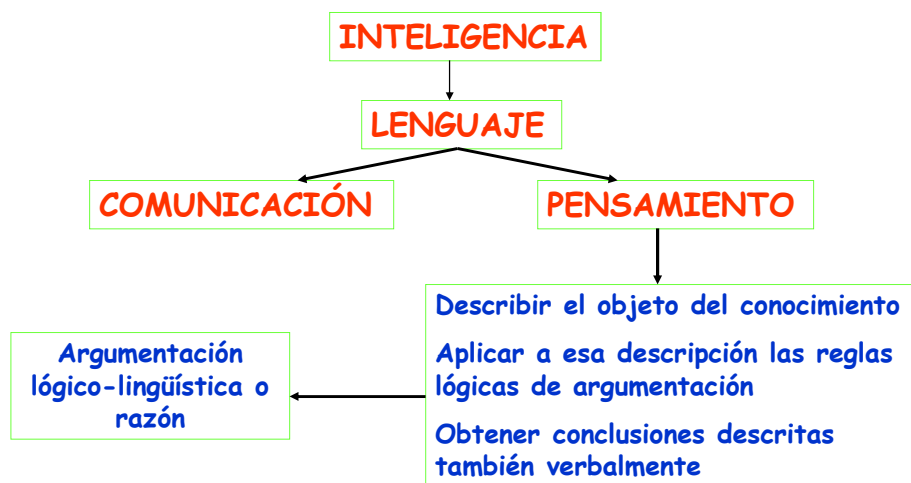 INTELIGENCIA
LENGUAJE
COMUNICACIÓN
PENSAMIENTO
Describir el objeto del conocimiento
Aplicar a esa descripción las reglas
lógicas de argumentación
Obtener conclusiones descritas
también verbalmente
Argumentación
lógico-lingüística o
razón